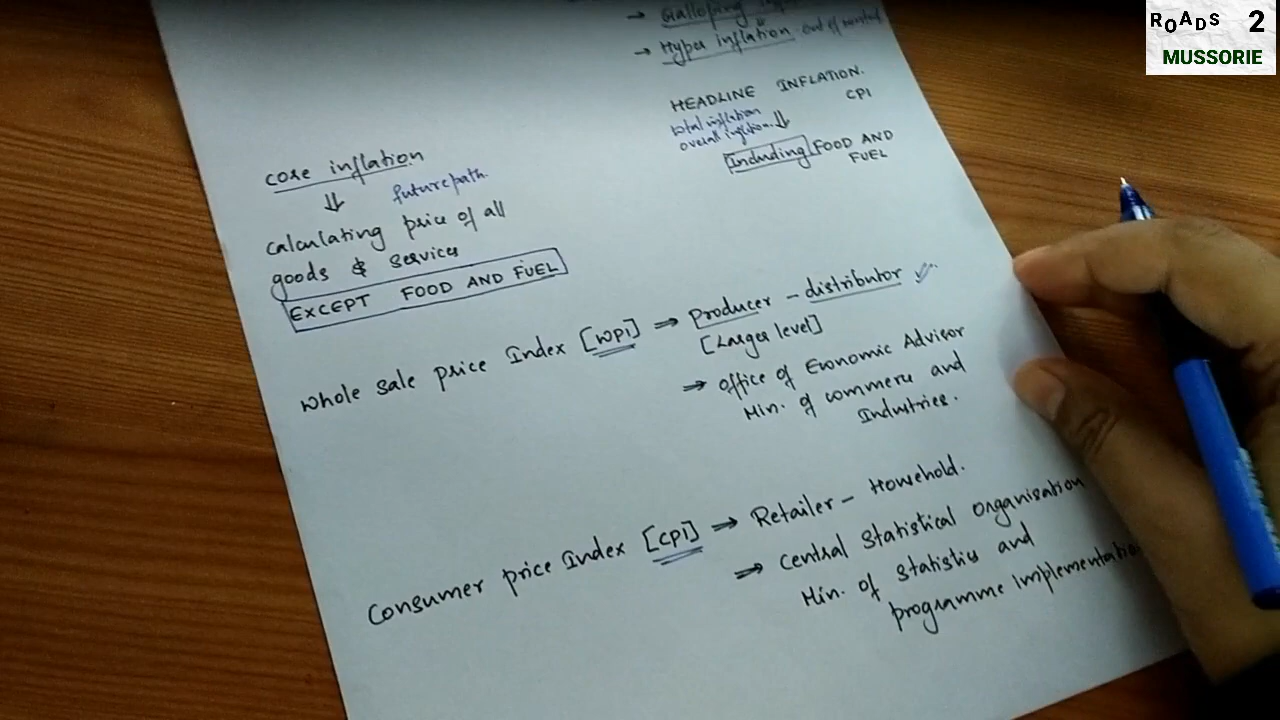 ROADS 2
MUSSORIE
→ Galloping
→ Hyper inflation out of control
HEADLINE INFLATION.
CPI
total inflation
overall inflation.
Including FOOD AND
FUEL
core inflation
future path.
calculating price of all
goods & services
EXCEPT FOOD AND FUEL
Whole sale price Index [WPI] ⇒ Producer - distributor
[Larger level]
⇒ Office of Economic Advisor
Min. of commerce and
Industries.
Consumer price Index [CPI] ⇒ Retailer - Household.
⇒ Central Statistical Organisation
Min. of statistics and
programme implementatio